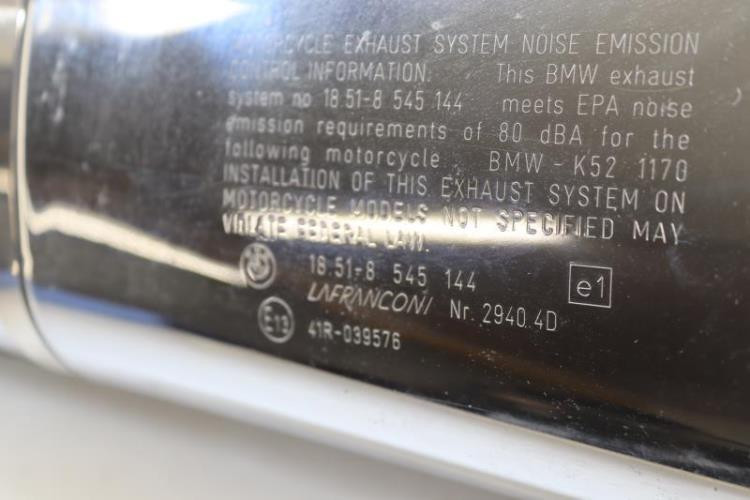 MOTORCYCLE EXHAUST SYSTEM NOISE EMISSION
CONTROL INFORMATION. This BMW exhaust
system no 18.51-8 545 144 meets EPA noise
emission requirements of 80 dBA for the
following motorcycle BMW - K52 1170
INSTALLATION OF THIS EXHAUST SYSTEM ON
MOTORCYCLE MODELS NOT SPECIFIED MAY
VIOLATE FEDERAL LAW.
18.51-8 545 144 e1
LAFRANCONI Nr. 2940.4D
E13 41R-039576